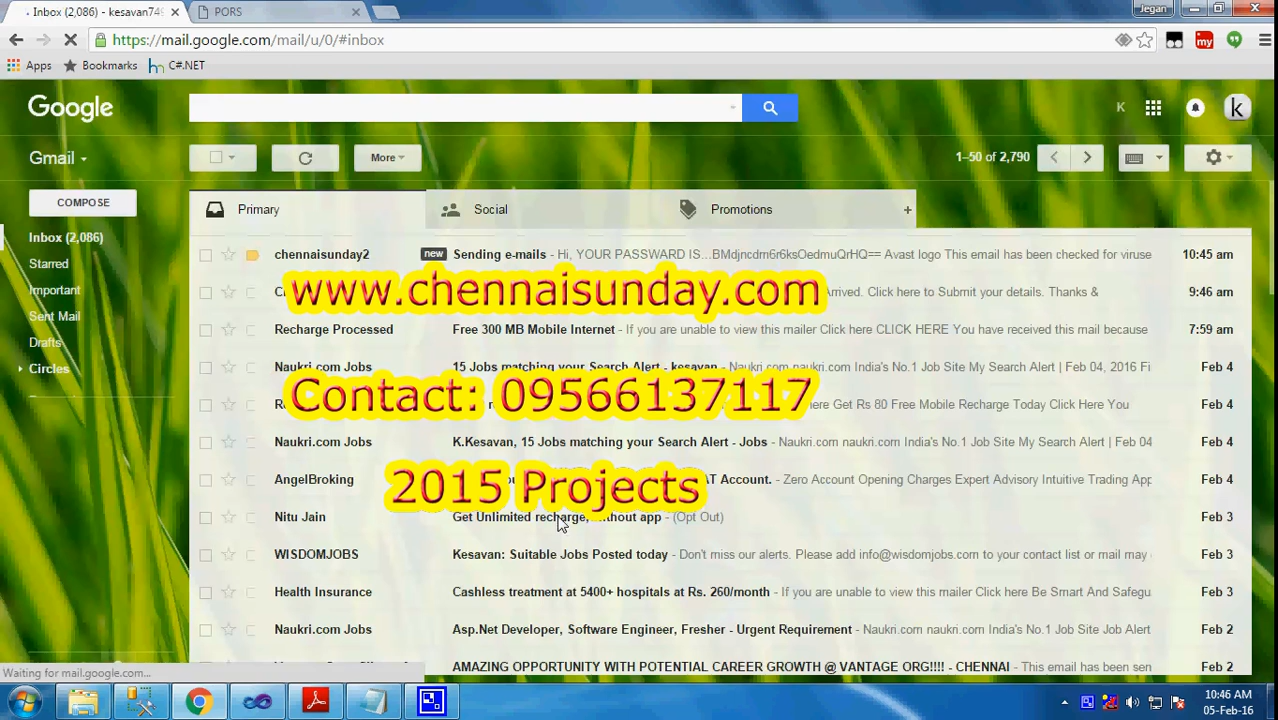 Inbox (2,086) - kesavan749
PORS
Jegan
https://mail.google.com/mail/u/0/#inbox
my
Apps
Bookmarks
C#.NET
Google
K
k
Gmail
More
1–50 of 2,790
COMPOSE
Primary
Social
Promotions
+
Inbox (2,086)
Starred
Important
Sent Mail
Drafts
Circles
chennaisunday2 new Sending e-mails - Hi, YOUR PASSWARD IS...BMdjncdrn6r6ksOedmuQrHQ== Avast logo This email has been checked for viruse 10:45 am
www.chennaisunday.com
Arrived. Click here to Submit your details. Thanks & 9:46 am
Recharge Processed Free 300 MB Mobile Internet - If you are unable to view this mailer Click here CLICK HERE You have received this mail because 7:59 am
Naukri.com Jobs 15 Jobs matching your Search Alert - kesavan - Naukri.com naukri.com India's No.1 Job Site My Search Alert | Feb 04, 2016 Fi Feb 4
Contact: 09566137117
Get Rs 80 Free Mobile Recharge Today Click here You Feb 4
Naukri.com Jobs K.Kesavan, 15 Jobs matching your Search Alert - Jobs - Naukri.com naukri.com India's No.1 Job Site My Search Alert | Feb 04 Feb 4
AngelBroking AT Account. - Zero Account Opening Charges Expert Advisory Intuitive Trading App Feb 4
2015 Projects
Nitu Jain Get Unlimited recharge, without app - (Opt Out) Feb 3
WISDOMJOBS Kesavan: Suitable Jobs Posted today - Don't miss our alerts. Please add info@wisdomjobs.com to your contact list or mail may Feb 3
Health Insurance Cashless treatment at 5400+ hospitals at Rs. 260/month - If you are unable to view this mailer Click here Be Smart And Safegu Feb 3
Naukri.com Jobs Asp.Net Developer, Software Engineer, Fresher - Urgent Requirement - Naukri.com naukri.com India's No.1 Job Site Job Alert Feb 2
AMAZING OPPORTUNITY WITH POTENTIAL CAREER GROWTH @ VANTAGE ORG!!!! - CHENNAI - This email has been sen Feb 2
Waiting for mail.google.com...
10:46 AM
05-Feb-16